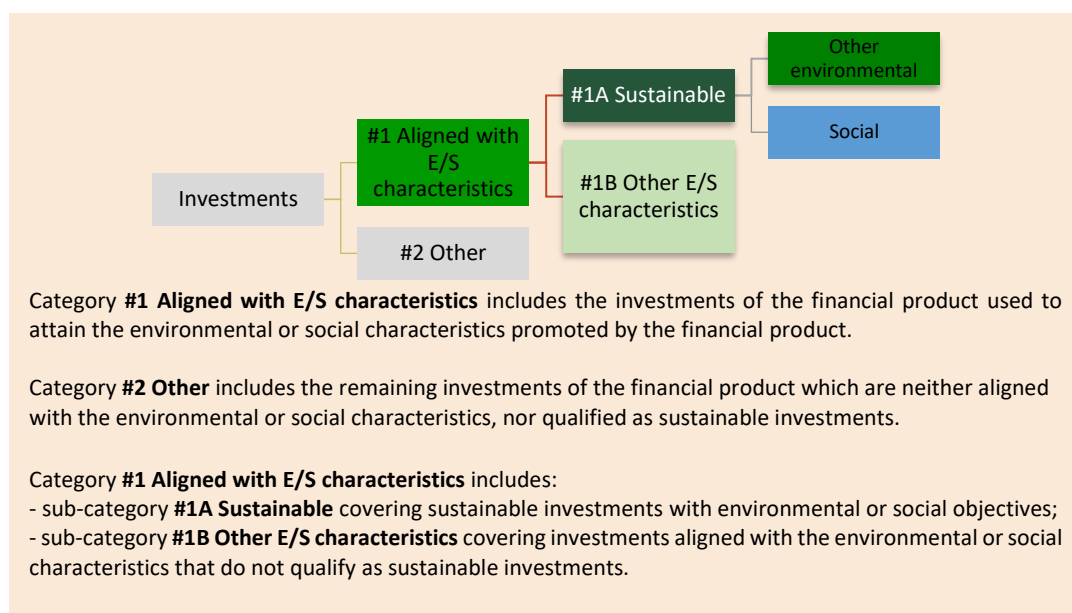 Other
environmental
#1A Sustainable
Social
#1 Aligned with
E/S
characteristics
#1B Other E/S
characteristics
Investments
#2 Other
Category #1 Aligned with E/S characteristics includes the investments of the financial product used to
attain the environmental or social characteristics promoted by the financial product.
Category #2 Other includes the remaining investments of the financial product which are neither aligned
with the environmental or social characteristics, nor qualified as sustainable investments.
Category #1 Aligned with E/S characteristics includes:
- sub-category #1A Sustainable covering sustainable investments with environmental or social objectives;
- sub-category #1B Other E/S characteristics covering investments aligned with the environmental or social
characteristics that do not qualify as sustainable investments.